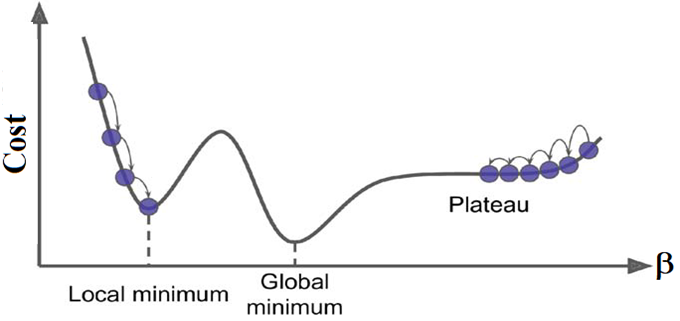 Cost
Plateau
β
Local minimum
Global
minimum